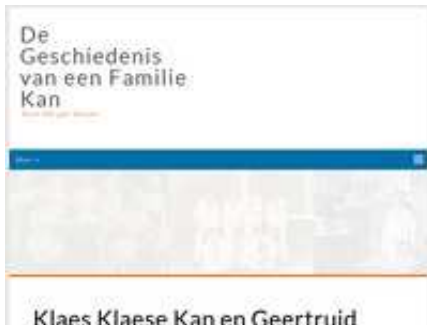 De
Geschiedenis
van een Familie
Kan
Klaes Klaese Kan en Geertruid